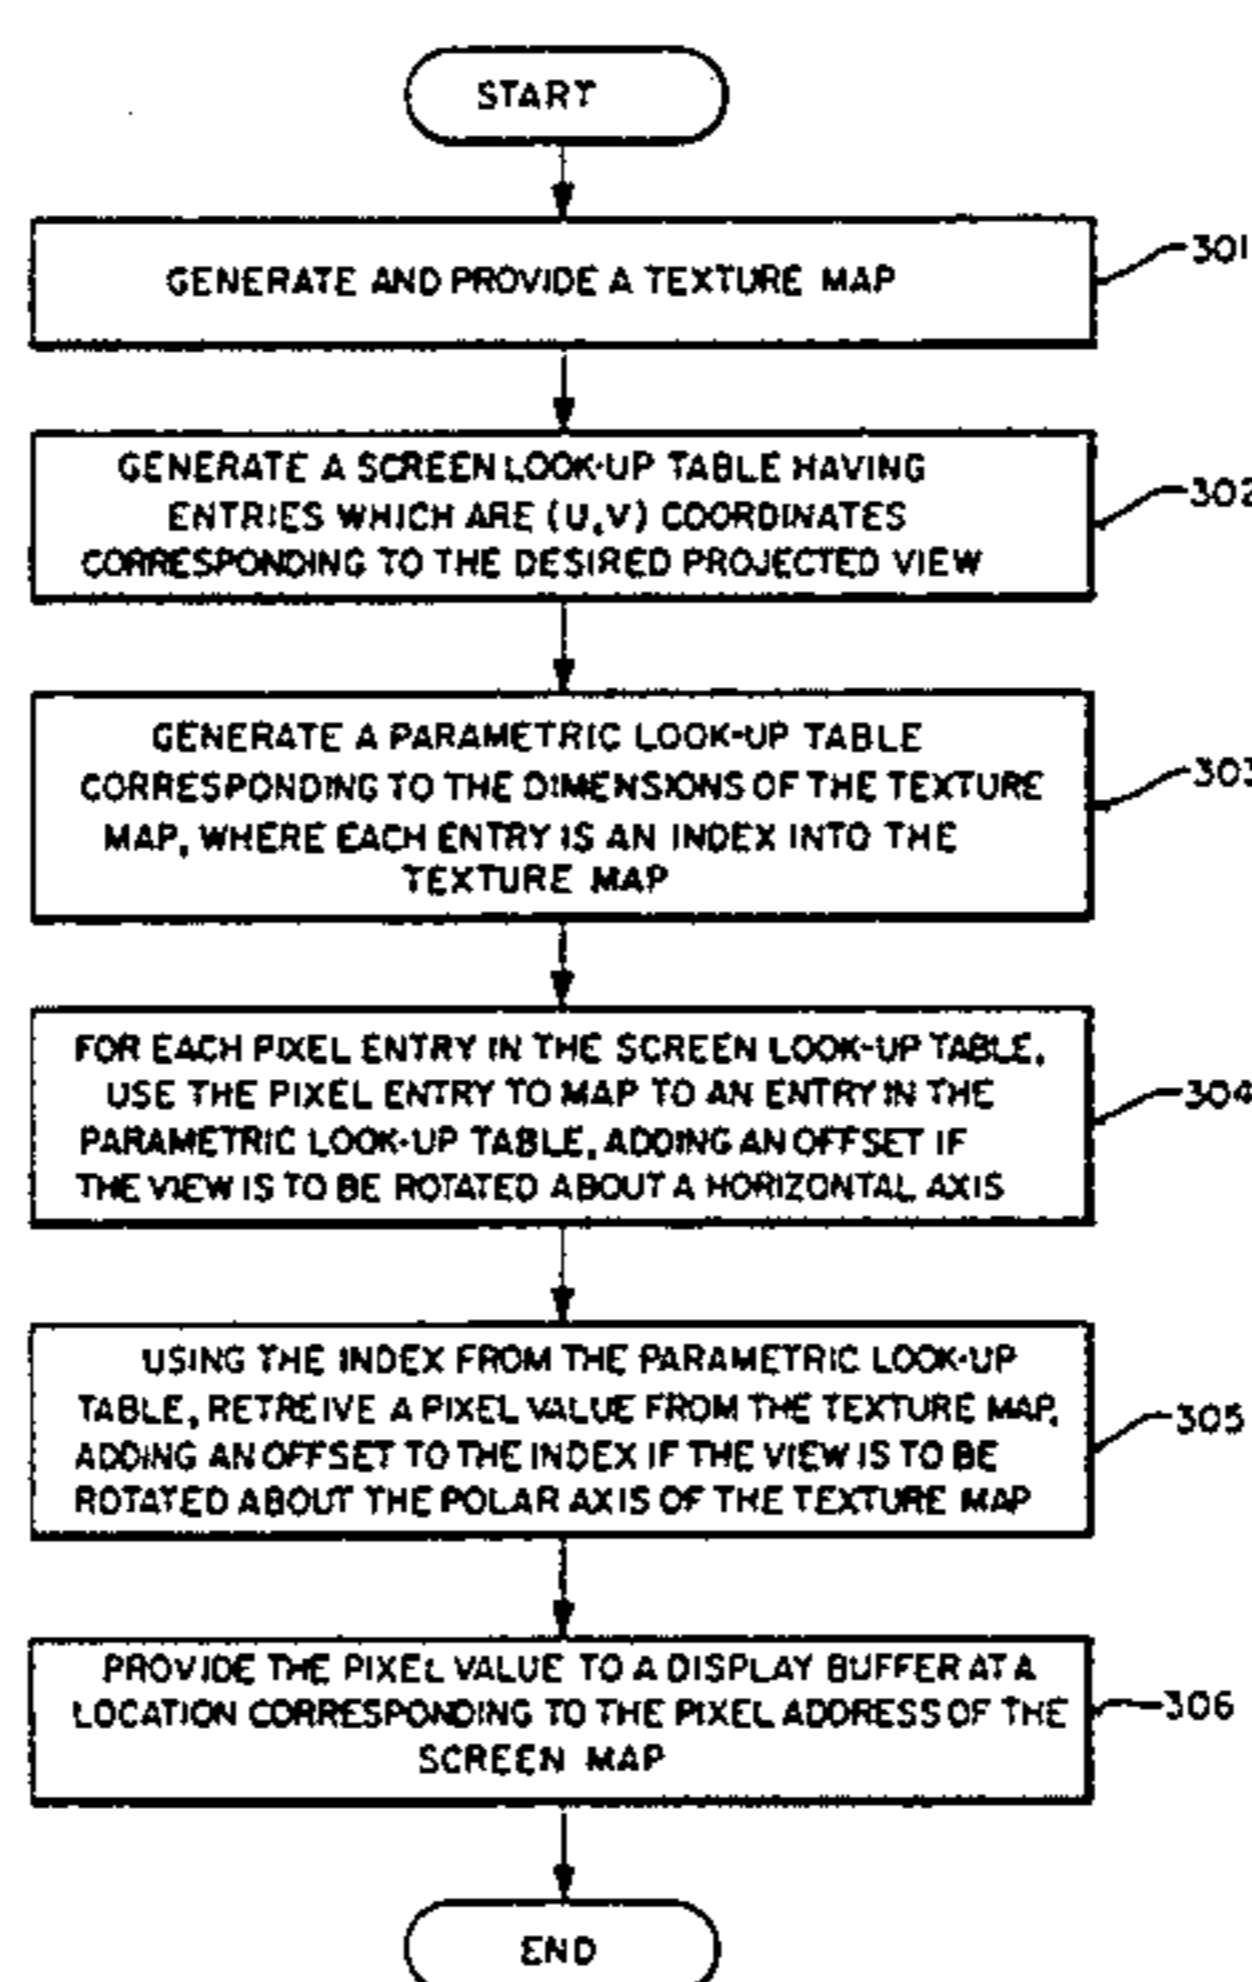 START
GENERATE AND PROVIDE A TEXTURE MAP
301
GENERATE A SCREEN LOOK-UP TABLE HAVING
ENTRIES WHICH ARE (U,V) COORDINATES
CORRESPONDING TO THE DESIRED PROJECTED VIEW
302
GENERATE A PARAMETRIC LOOK-UP TABLE
CORRESPONDING TO THE DIMENSIONS OF THE TEXTURE
MAP, WHERE EACH ENTRY IS AN INDEX INTO THE
TEXTURE MAP
303
FOR EACH PIXEL ENTRY IN THE SCREEN LOOK-UP TABLE,
USE THE PIXEL ENTRY TO MAP TO AN ENTRY IN THE
PARAMETRIC LOOK-UP TABLE, ADDING AN OFFSET IF
THE VIEW IS TO BE ROTATED ABOUT A HORIZONTAL AXIS
304
USING THE INDEX FROM THE PARAMETRIC LOOK-UP
TABLE, RETREIVE A PIXEL VALUE FROM THE TEXTURE MAP,
ADDING AN OFFSET TO THE INDEX IF THE VIEW IS TO BE
ROTATED ABOUT THE POLAR AXIS OF THE TEXTURE MAP
305
PROVIDE THE PIXEL VALUE TO A DISPLAY BUFFER AT A
LOCATION CORRESPONDING TO THE PIXEL ADDRESS OF THE
SCREEN MAP
306
END